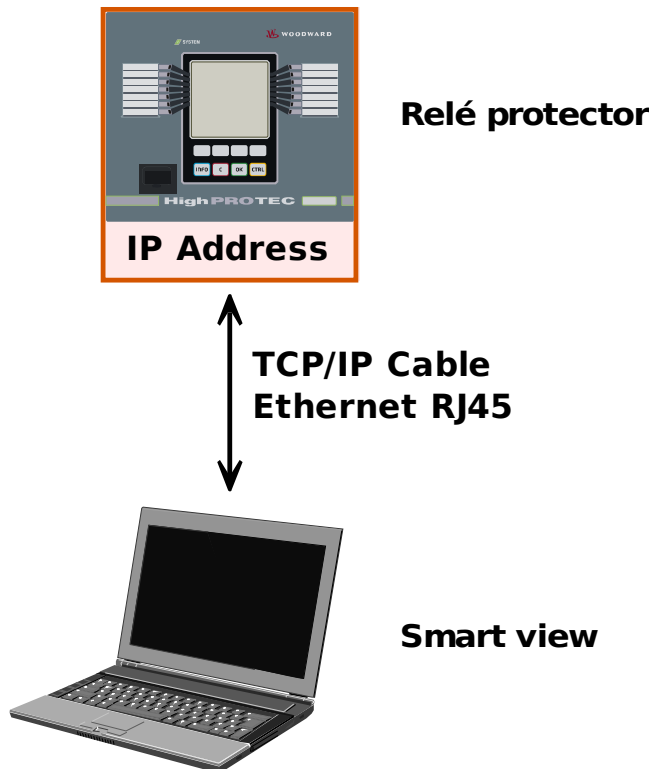 WOODWARD
SYSTEM
INFO C OK CTRL
HighPROTEC
IP Address
Relé protector
TCP/IP Cable
Ethernet RJ45
Smart view